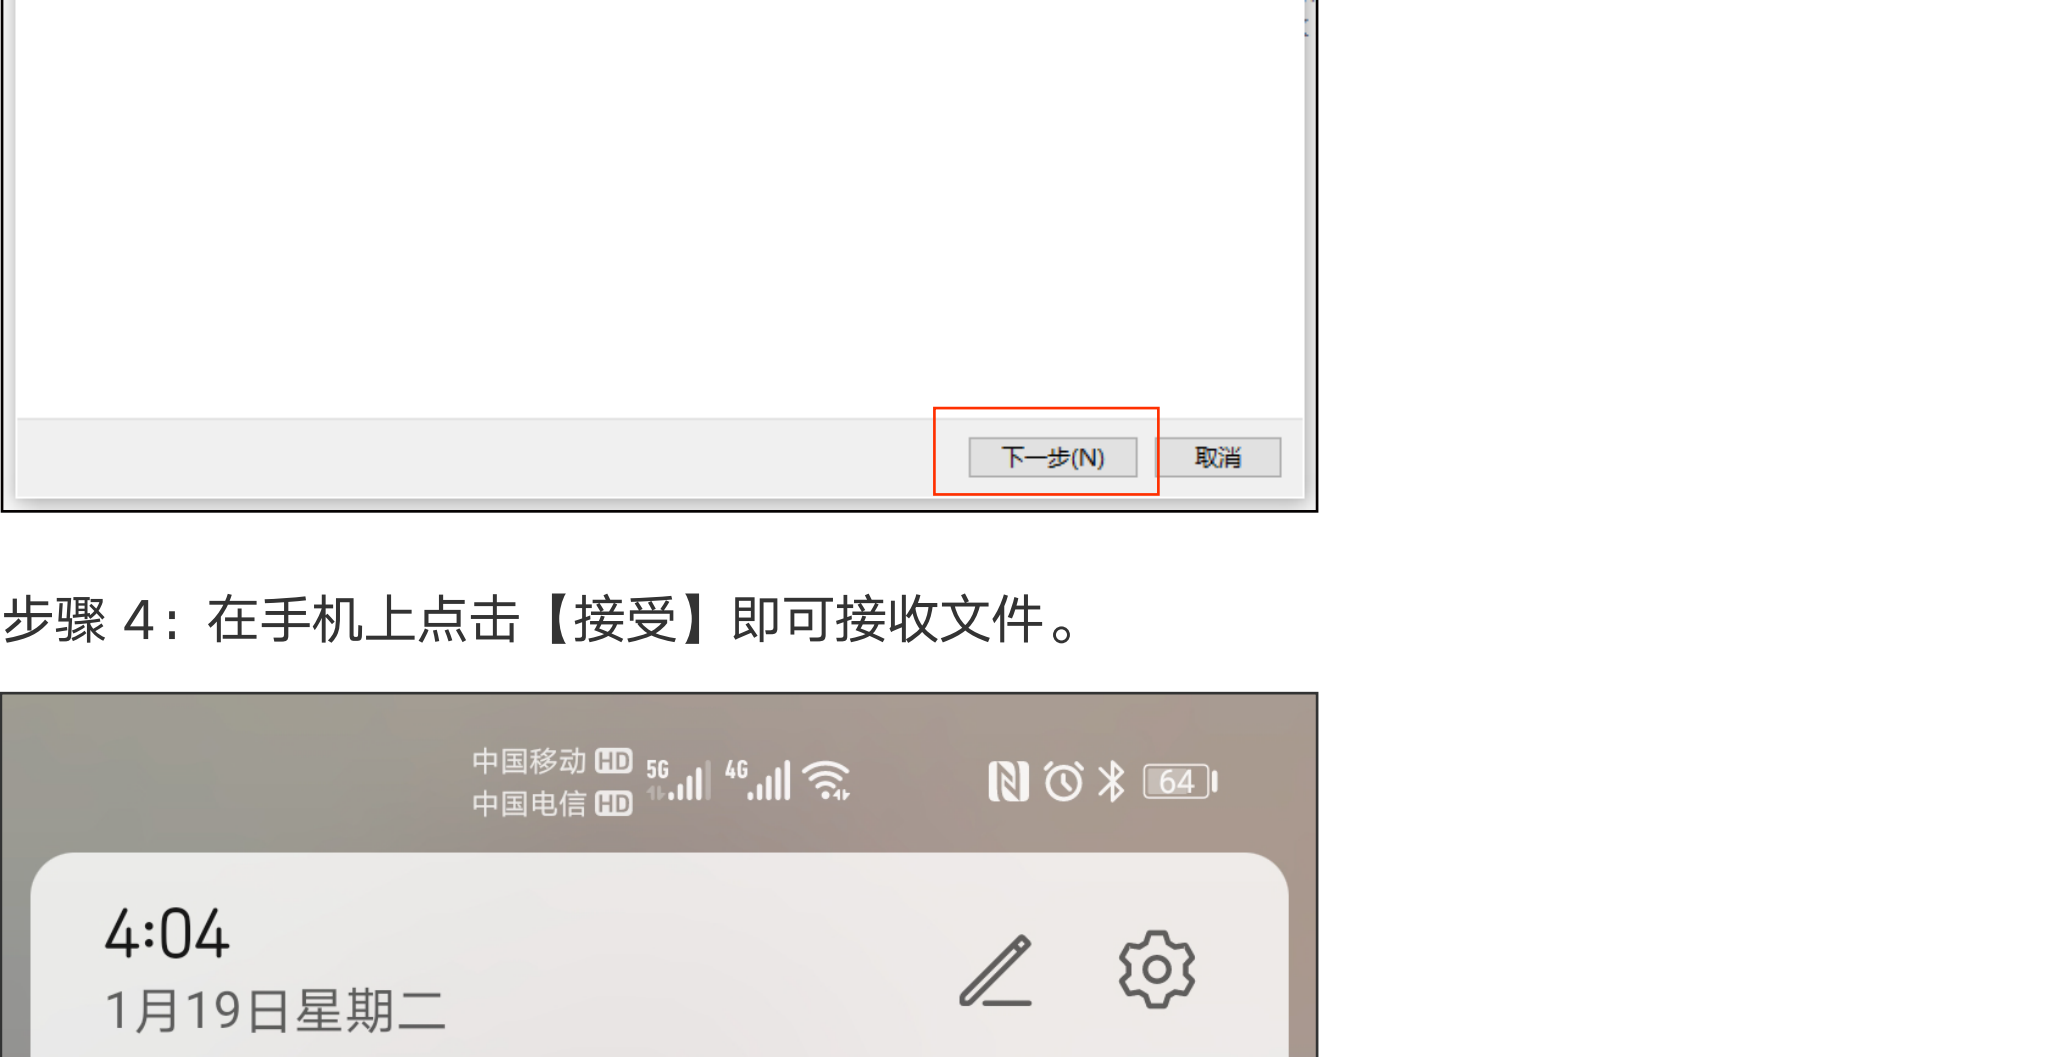 下一步(N) 取消
步骤 4：在手机上点击【接受】即可接收文件。
中国移动 HD 5G 4G 64
中国电信 HD
4:04
1月19日星期二